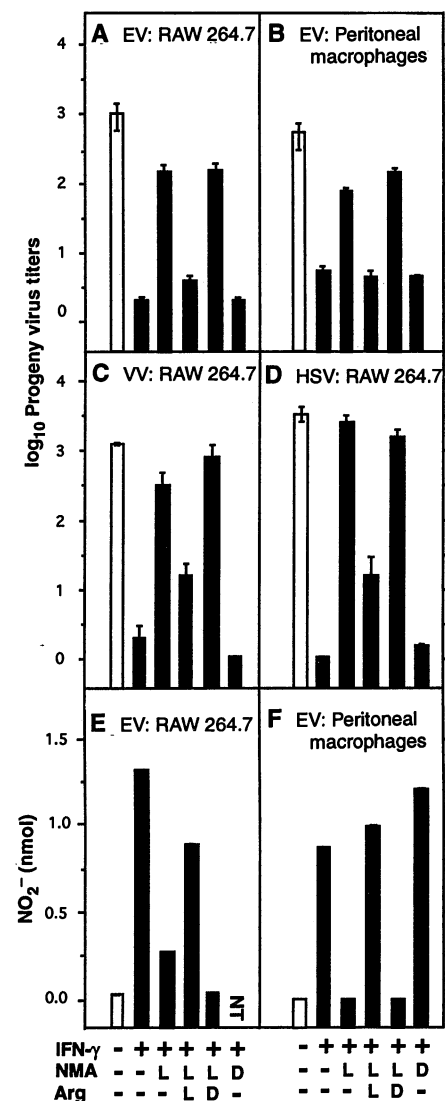 A EV: RAW 264.7
B EV: Peritoneal
macrophages
4
3
2
1
0
C VV: RAW 264.7
D HSV: RAW 264.7
4
3
2
1
0
log10 Progeny virus titers
E EV: RAW 264.7
F EV: Peritoneal
macrophages
1.5
1.0
0.5
0.0
NO2− (nmol)
NT
IFN-γ - + + + + + - + + + + +
NMA - - L L L D - - L L L D
Arg - - - L D - - - - L D -